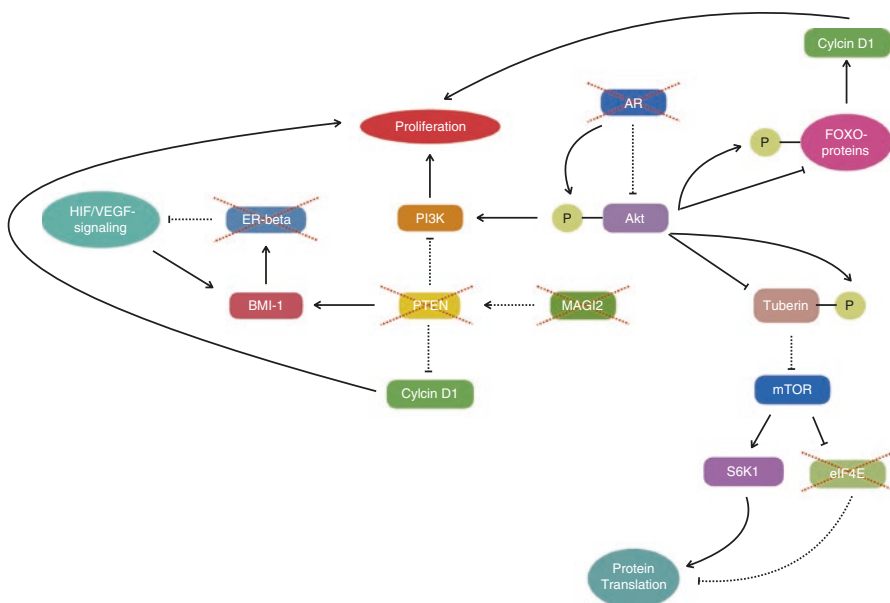 Cylcin D1
AR
Proliferation
P
FOXO-
proteins
HIF/VEGF-
signaling
ER-beta
PI3K
P
Akt
BMI-1
PTEN
MAGI2
Tuberin
P
Cylcin D1
mTOR
S6K1
eIF4E
Protein
Translation